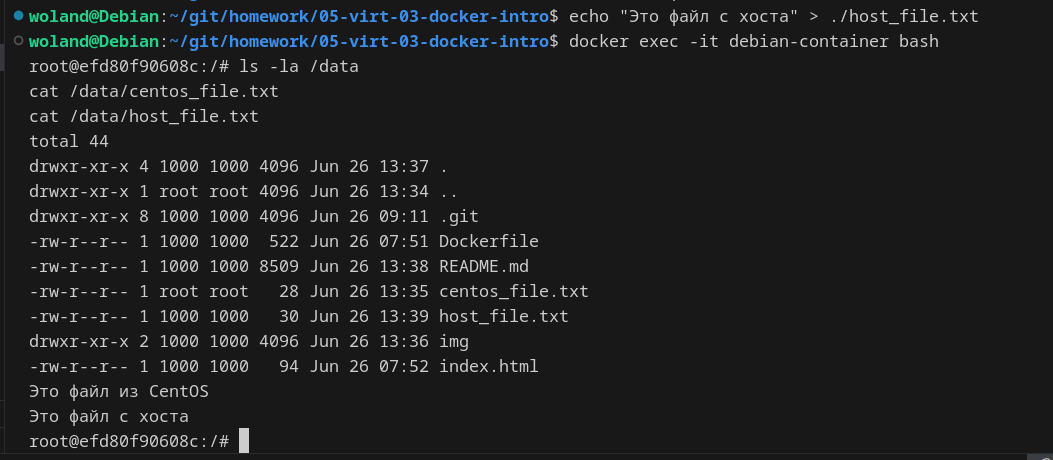 woland@Debian:~/git/homework/05-virt-03-docker-intro$ echo "Это файл с хоста" > ./host_file.txt
woland@Debian:~/git/homework/05-virt-03-docker-intro$ docker exec -it debian-container bash
root@efd80f90608c:/# ls -la /data
cat /data/centos_file.txt
cat /data/host_file.txt
total 44
drwxr-xr-x 4 1000 1000 4096 Jun 26 13:37 .
drwxr-xr-x 1 root root 4096 Jun 26 13:34 ..
drwxr-xr-x 8 1000 1000 4096 Jun 26 09:11 .git
-rw-r--r-- 1 1000 1000  522 Jun 26 07:51 Dockerfile
-rw-r--r-- 1 1000 1000 8509 Jun 26 13:38 README.md
-rw-r--r-- 1 root root   28 Jun 26 13:35 centos_file.txt
-rw-r--r-- 1 1000 1000   30 Jun 26 13:39 host_file.txt
drwxr-xr-x 2 1000 1000 4096 Jun 26 13:36 img
-rw-r--r-- 1 1000 1000   94 Jun 26 07:52 index.html
Это файл из CentOS
Это файл с хоста
root@efd80f90608c:/#